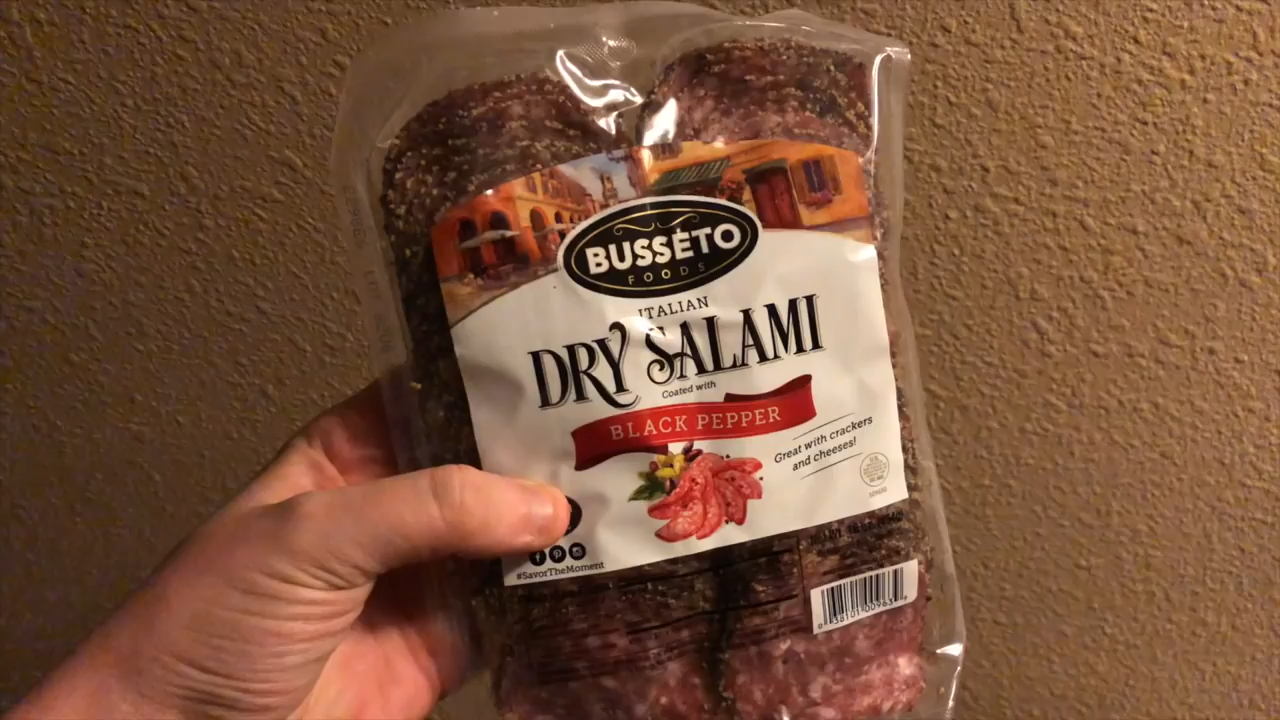 BUSSETO
FOODS
ITALIAN
DRY SALAMI
Coated with
BLACK PEPPER
Great with crackers
and cheeses!
#SavorTheMoment